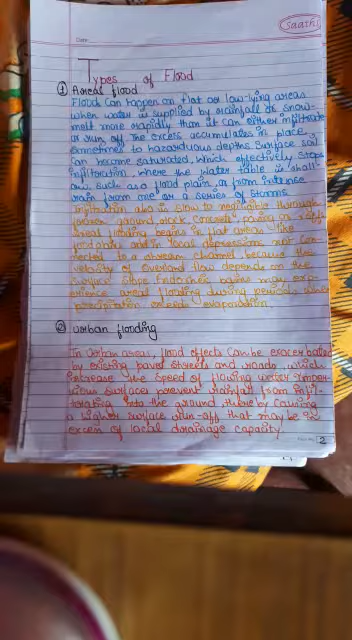 Saathi
Date
Types of Flood
① Areal flood
Flood Can happen on flat or low-lying areas
when water is supplied by rainfall or snow-
melt more rapidly than it can either infiltrate
or run off. The excess accumulates in place,
sometimes to hazardous depths. Surface soil
can become saturated, which effectively stops
infiltration, where the water table is shall-
ow, such as a flood plain, or from intense
rain from one or a series of storms.
Infiltration also is slow to negligible through
frozen ground, rock, concrete, paving or roofs.
Areal flooding begins in flat areas like
floodplains and in local depressions not con-
nected to a stream channel, because the
velocity of overland flow depends on the
surface slope. Endorheic basins may exp-
erience areal flooding during periods when
precipitation exceeds evaporation.
② urban flooding
In Urban areas, flood effects Can be exacerbated
by existing paved streets and roads, which
increase the speed of flowing water. Imper-
vious surfaces prevent rainfall from infil-
trating into the ground, thereby causing
a higher surface run-off that may be in
excess of local drainage capacity.
2